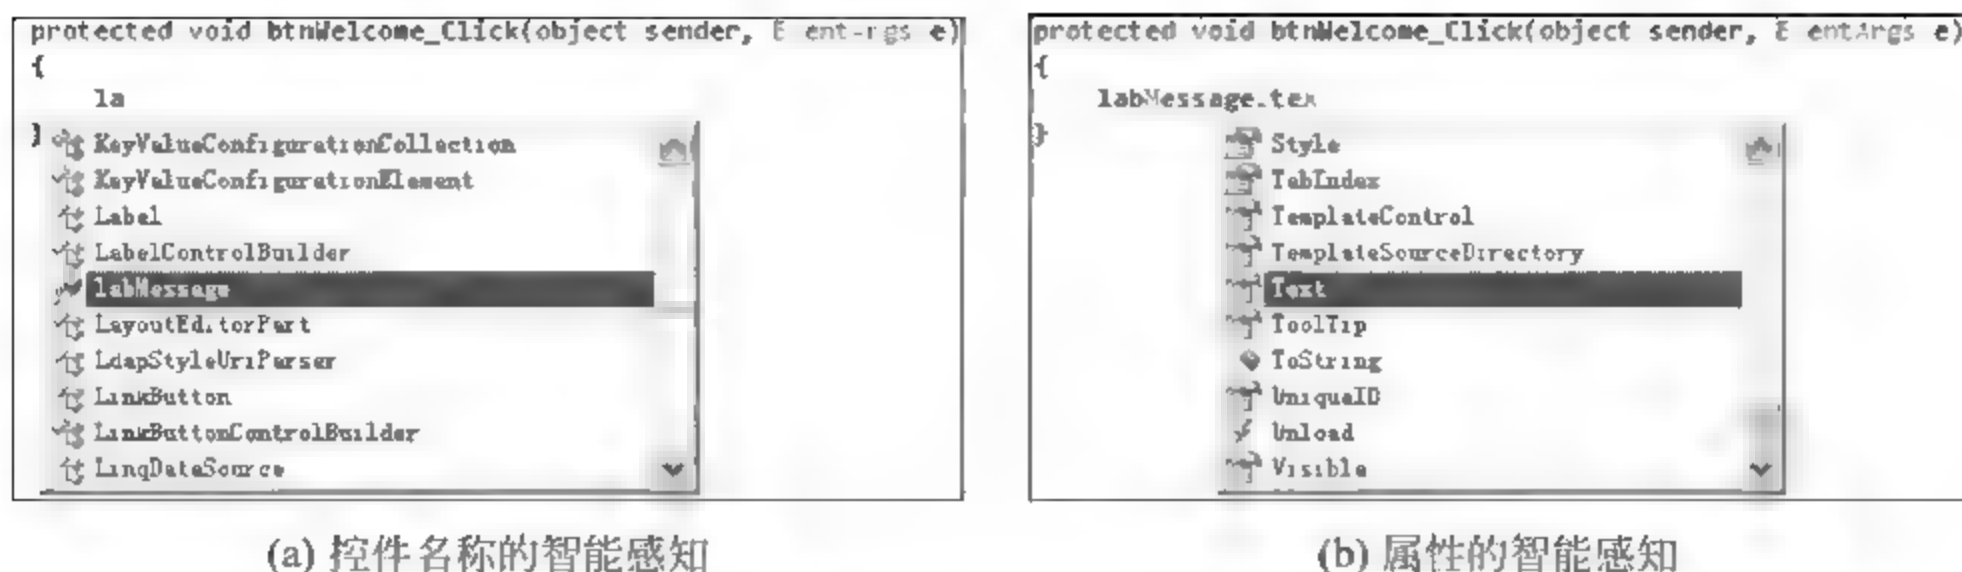 protected void btnWelcome_Click(object sender, EventArgs e)
{
la
}
KeyValueConfigurationCollection
KeyValueConfigurationElement
Label
LabelControlBuilder
labMessage
LayoutEditorPart
LdapStyleUriParser
LinkButton
LinkButtonControlBuilder
LinqDataSource
(a) 控件名称的智能感知
protected void btnWelcome_Click(object sender, EventArgs e)
{
labMessage.tex
}
Style
TabIndex
TemplateControl
TemplateSourceDirectory
Text
ToolTip
ToString
UniqueID
Unload
Visible
(b) 属性的智能感知